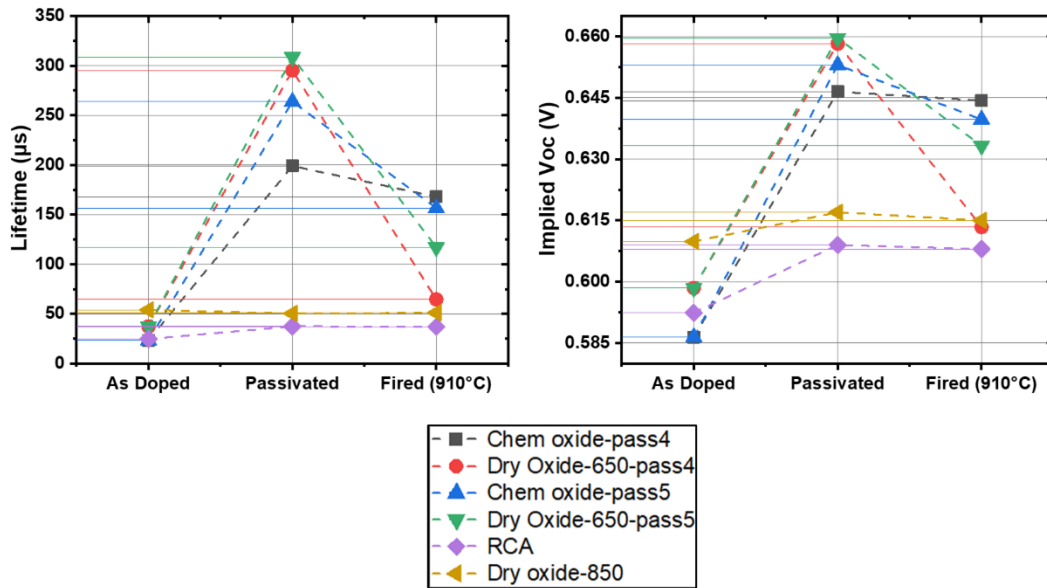 350
300
250
200
150
100
50
0
Lifetime (µs)
As Doped
Passivated
Fired (910°C)
0.660
0.645
0.630
0.615
0.600
0.585
Implied Voc (V)
As Doped
Passivated
Fired (910°C)
Chem oxide-pass4
Dry Oxide-650-pass4
Chem oxide-pass5
Dry Oxide-650-pass5
RCA
Dry oxide-850